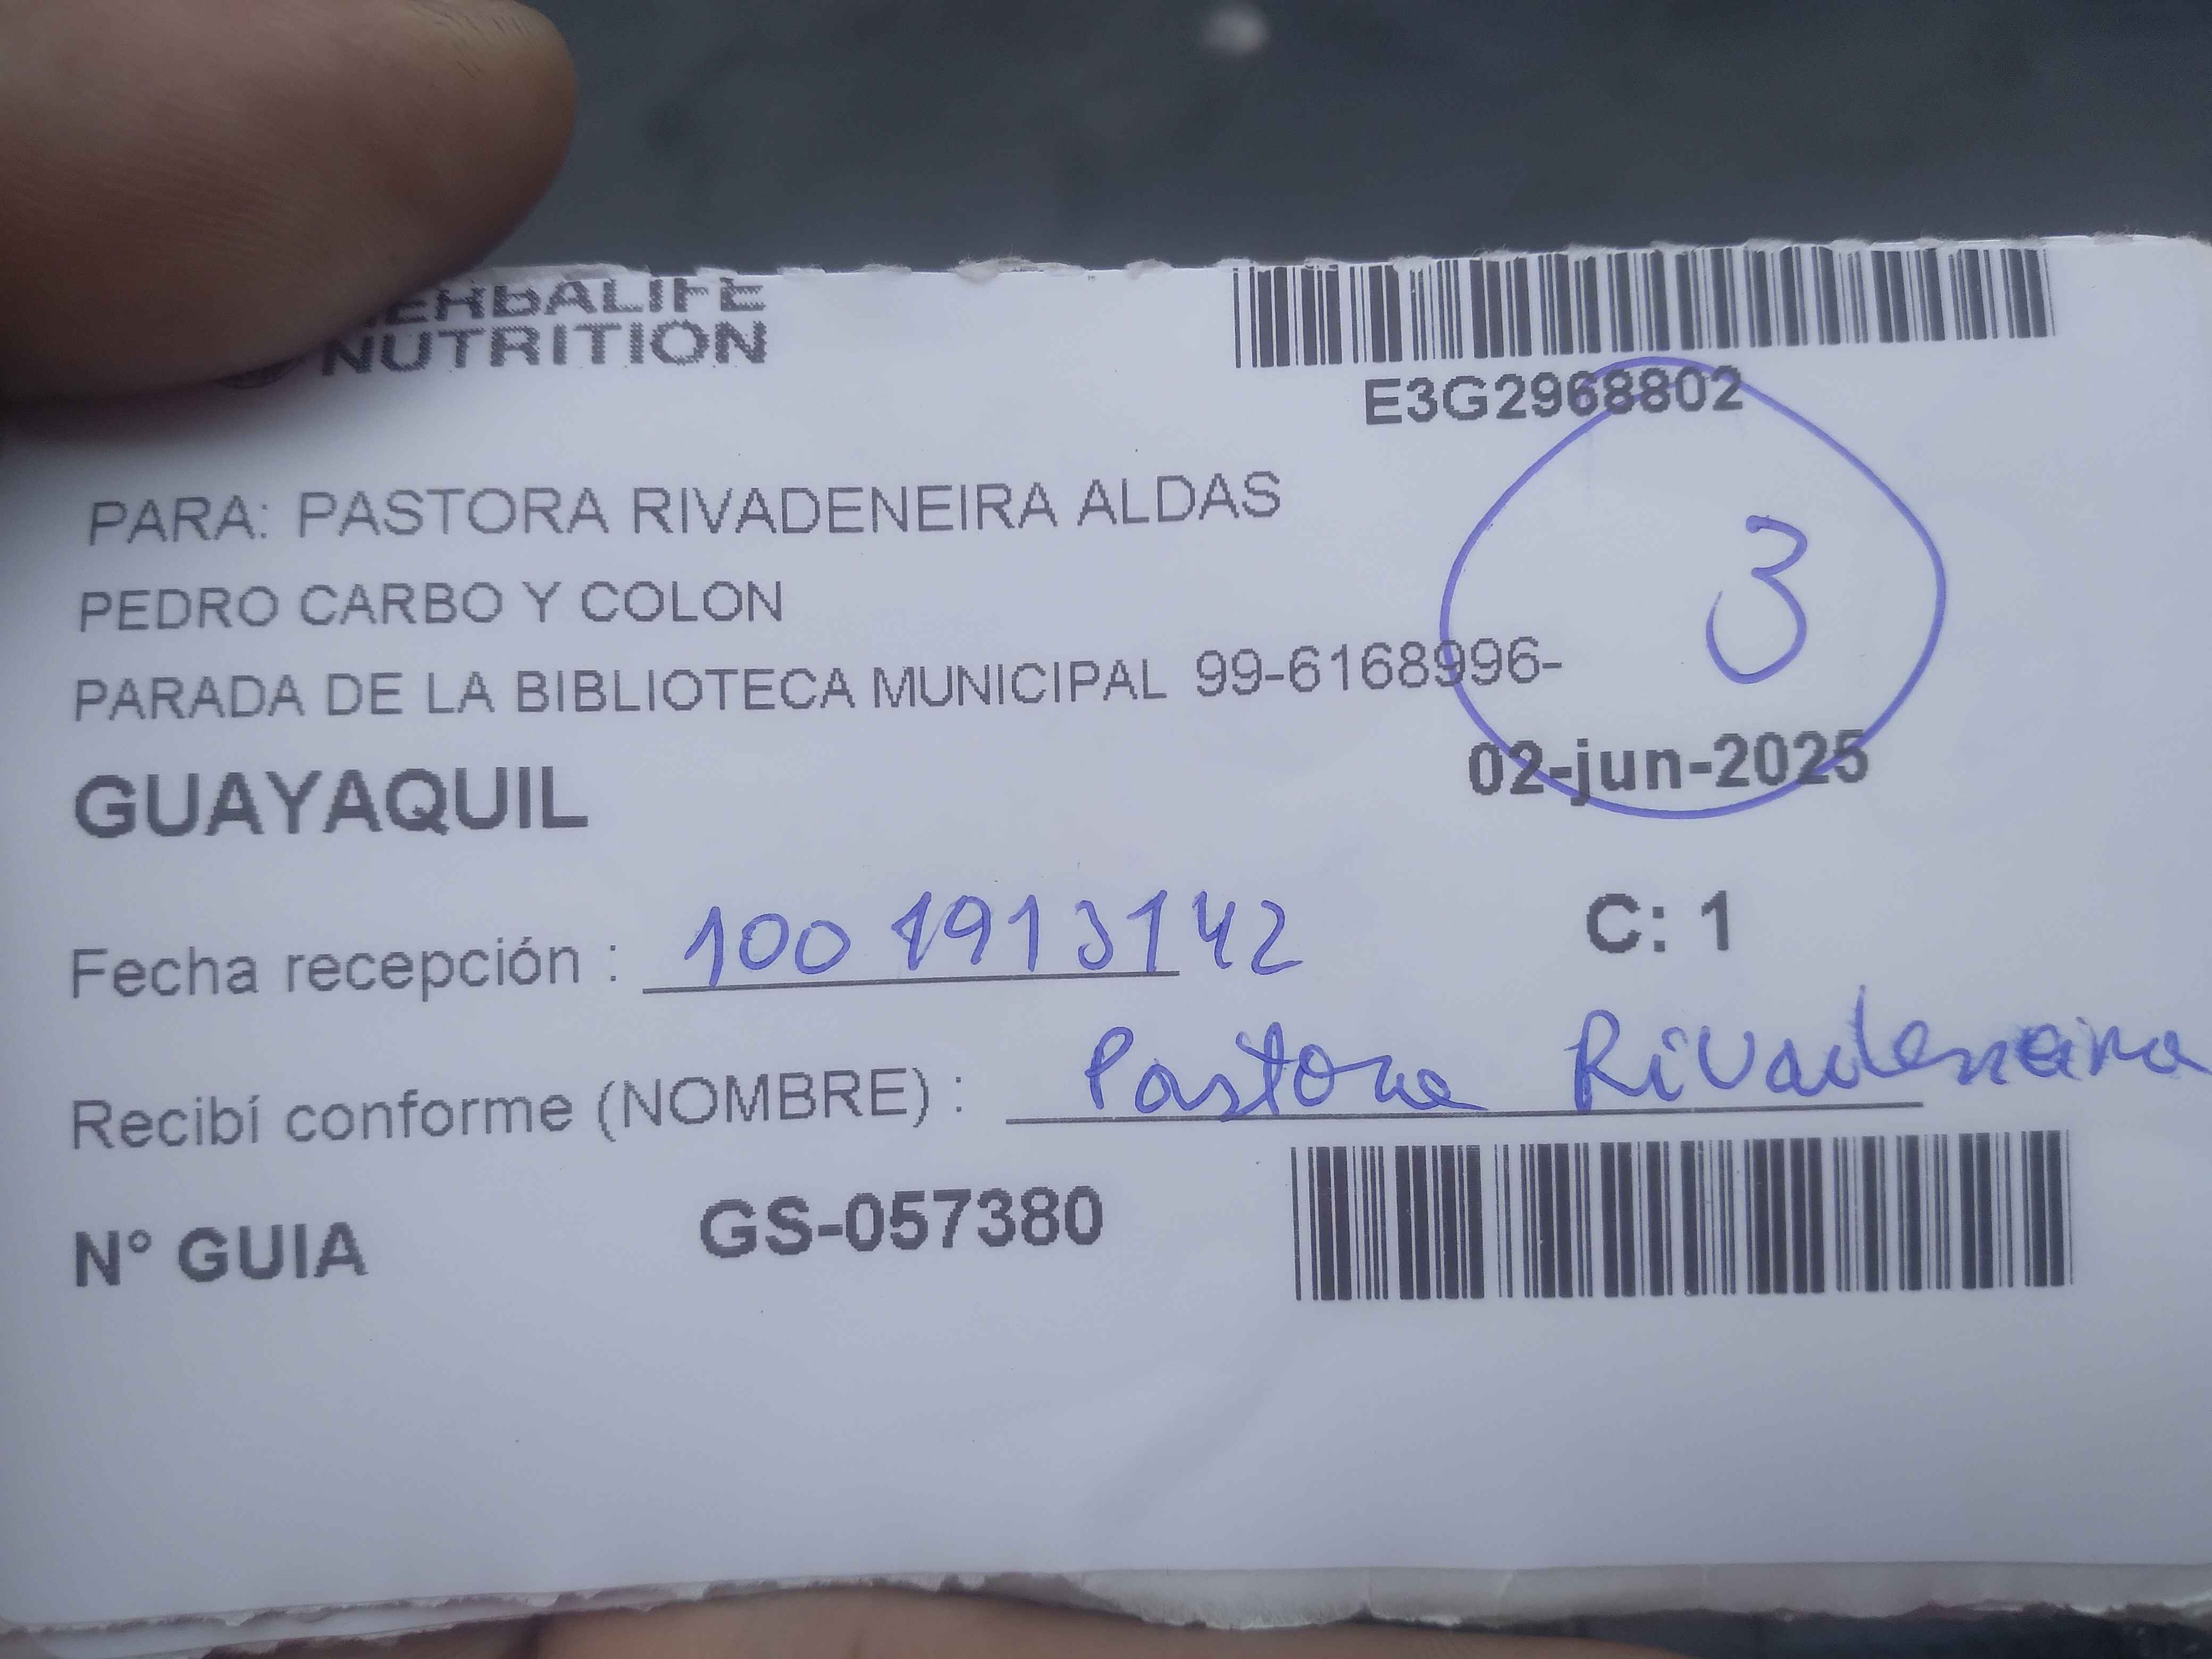 HERBALIFE
NUTRITION
E3G2968802
PARA: PASTORA RIVADENEIRA ALDAS
3
PEDRO CARBO Y COLON
PARADA DE LA BIBLIOTECA MUNICIPAL 99-6168996-
GUAYAQUIL
02-jun-2025
Fecha recepción : 1001913142
C: 1
Recibí conforme (NOMBRE) : Pastora Rivadeneira
N° GUIA GS-057380